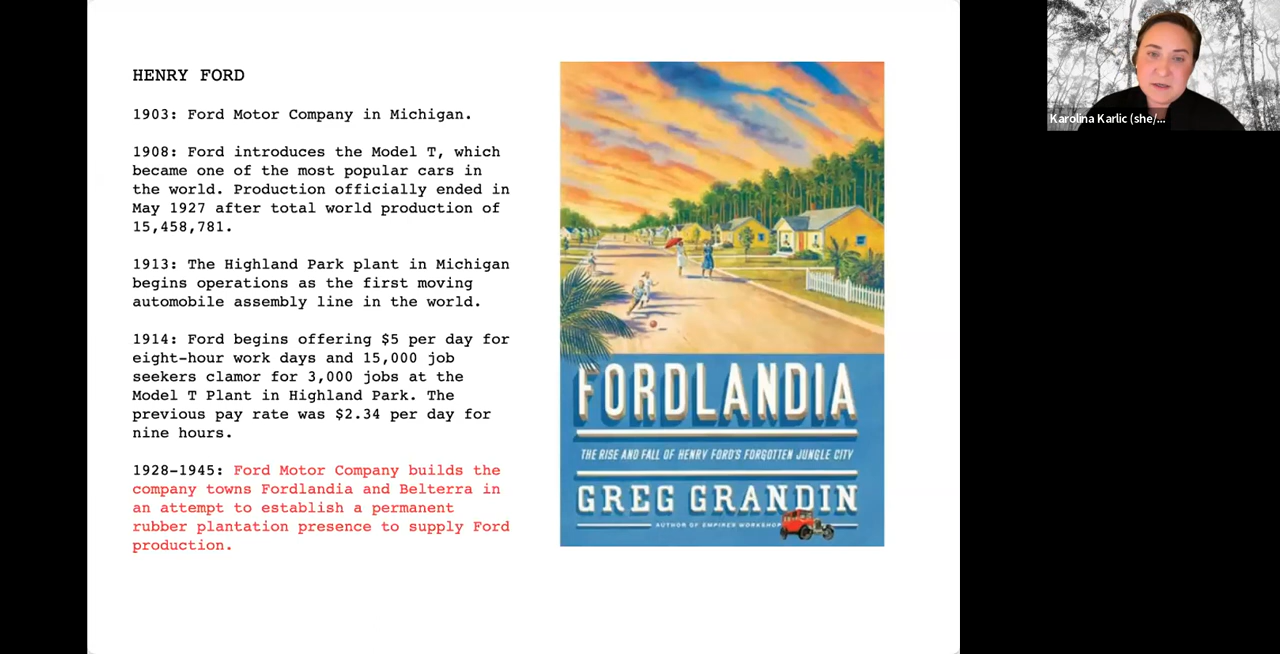 HENRY FORD
1903: Ford Motor Company in Michigan.
1908: Ford introduces the Model T, which
became one of the most popular cars in
the world. Production officially ended in
May 1927 after total world production of
15,458,781.
1913: The Highland Park plant in Michigan
begins operations as the first moving
automobile assembly line in the world.
1914: Ford begins offering $5 per day for
eight-hour work days and 15,000 job
seekers clamor for 3,000 jobs at the
Model T Plant in Highland Park. The
previous pay rate was $2.34 per day for
nine hours.
1928-1945: Ford Motor Company builds the
company towns Fordlandia and Belterra in
an attempt to establish a permanent
rubber plantation presence to supply Ford
production.
FORDLANDIA
THE RISE AND FALL OF HENRY FORD'S FORGOTTEN JUNGLE CITY
GREG GRANDIN
AUTHOR OF EMPIRE'S WORKSHOP
Karolina Karlic (she/...